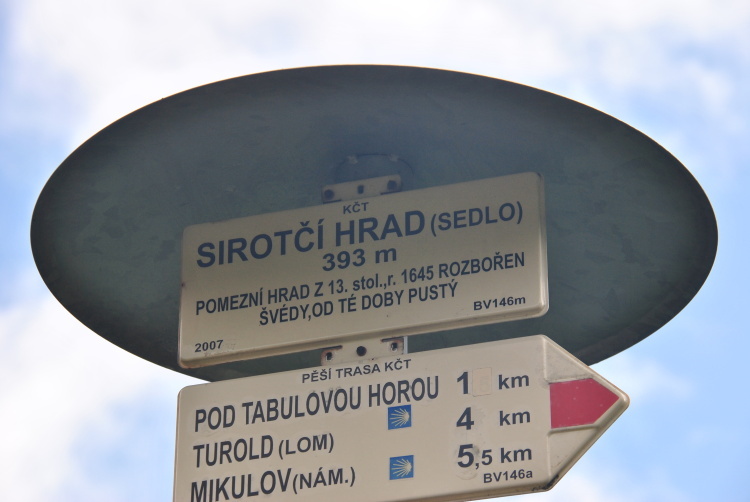 KČT
SIROTČÍ HRAD (SEDLO)
393 m
POMEZNÍ HRAD Z 13. stol.,r. 1645 ROZBOŘEN
ŠVÉDY,OD TÉ DOBY PUSTÝ
2007 BV146m
PĚŠÍ TRASA KČT
POD TABULOVOU HOROU 1 km
TUROLD (LOM) 4 km
MIKULOV (NÁM.) 5,5 km
BV146a